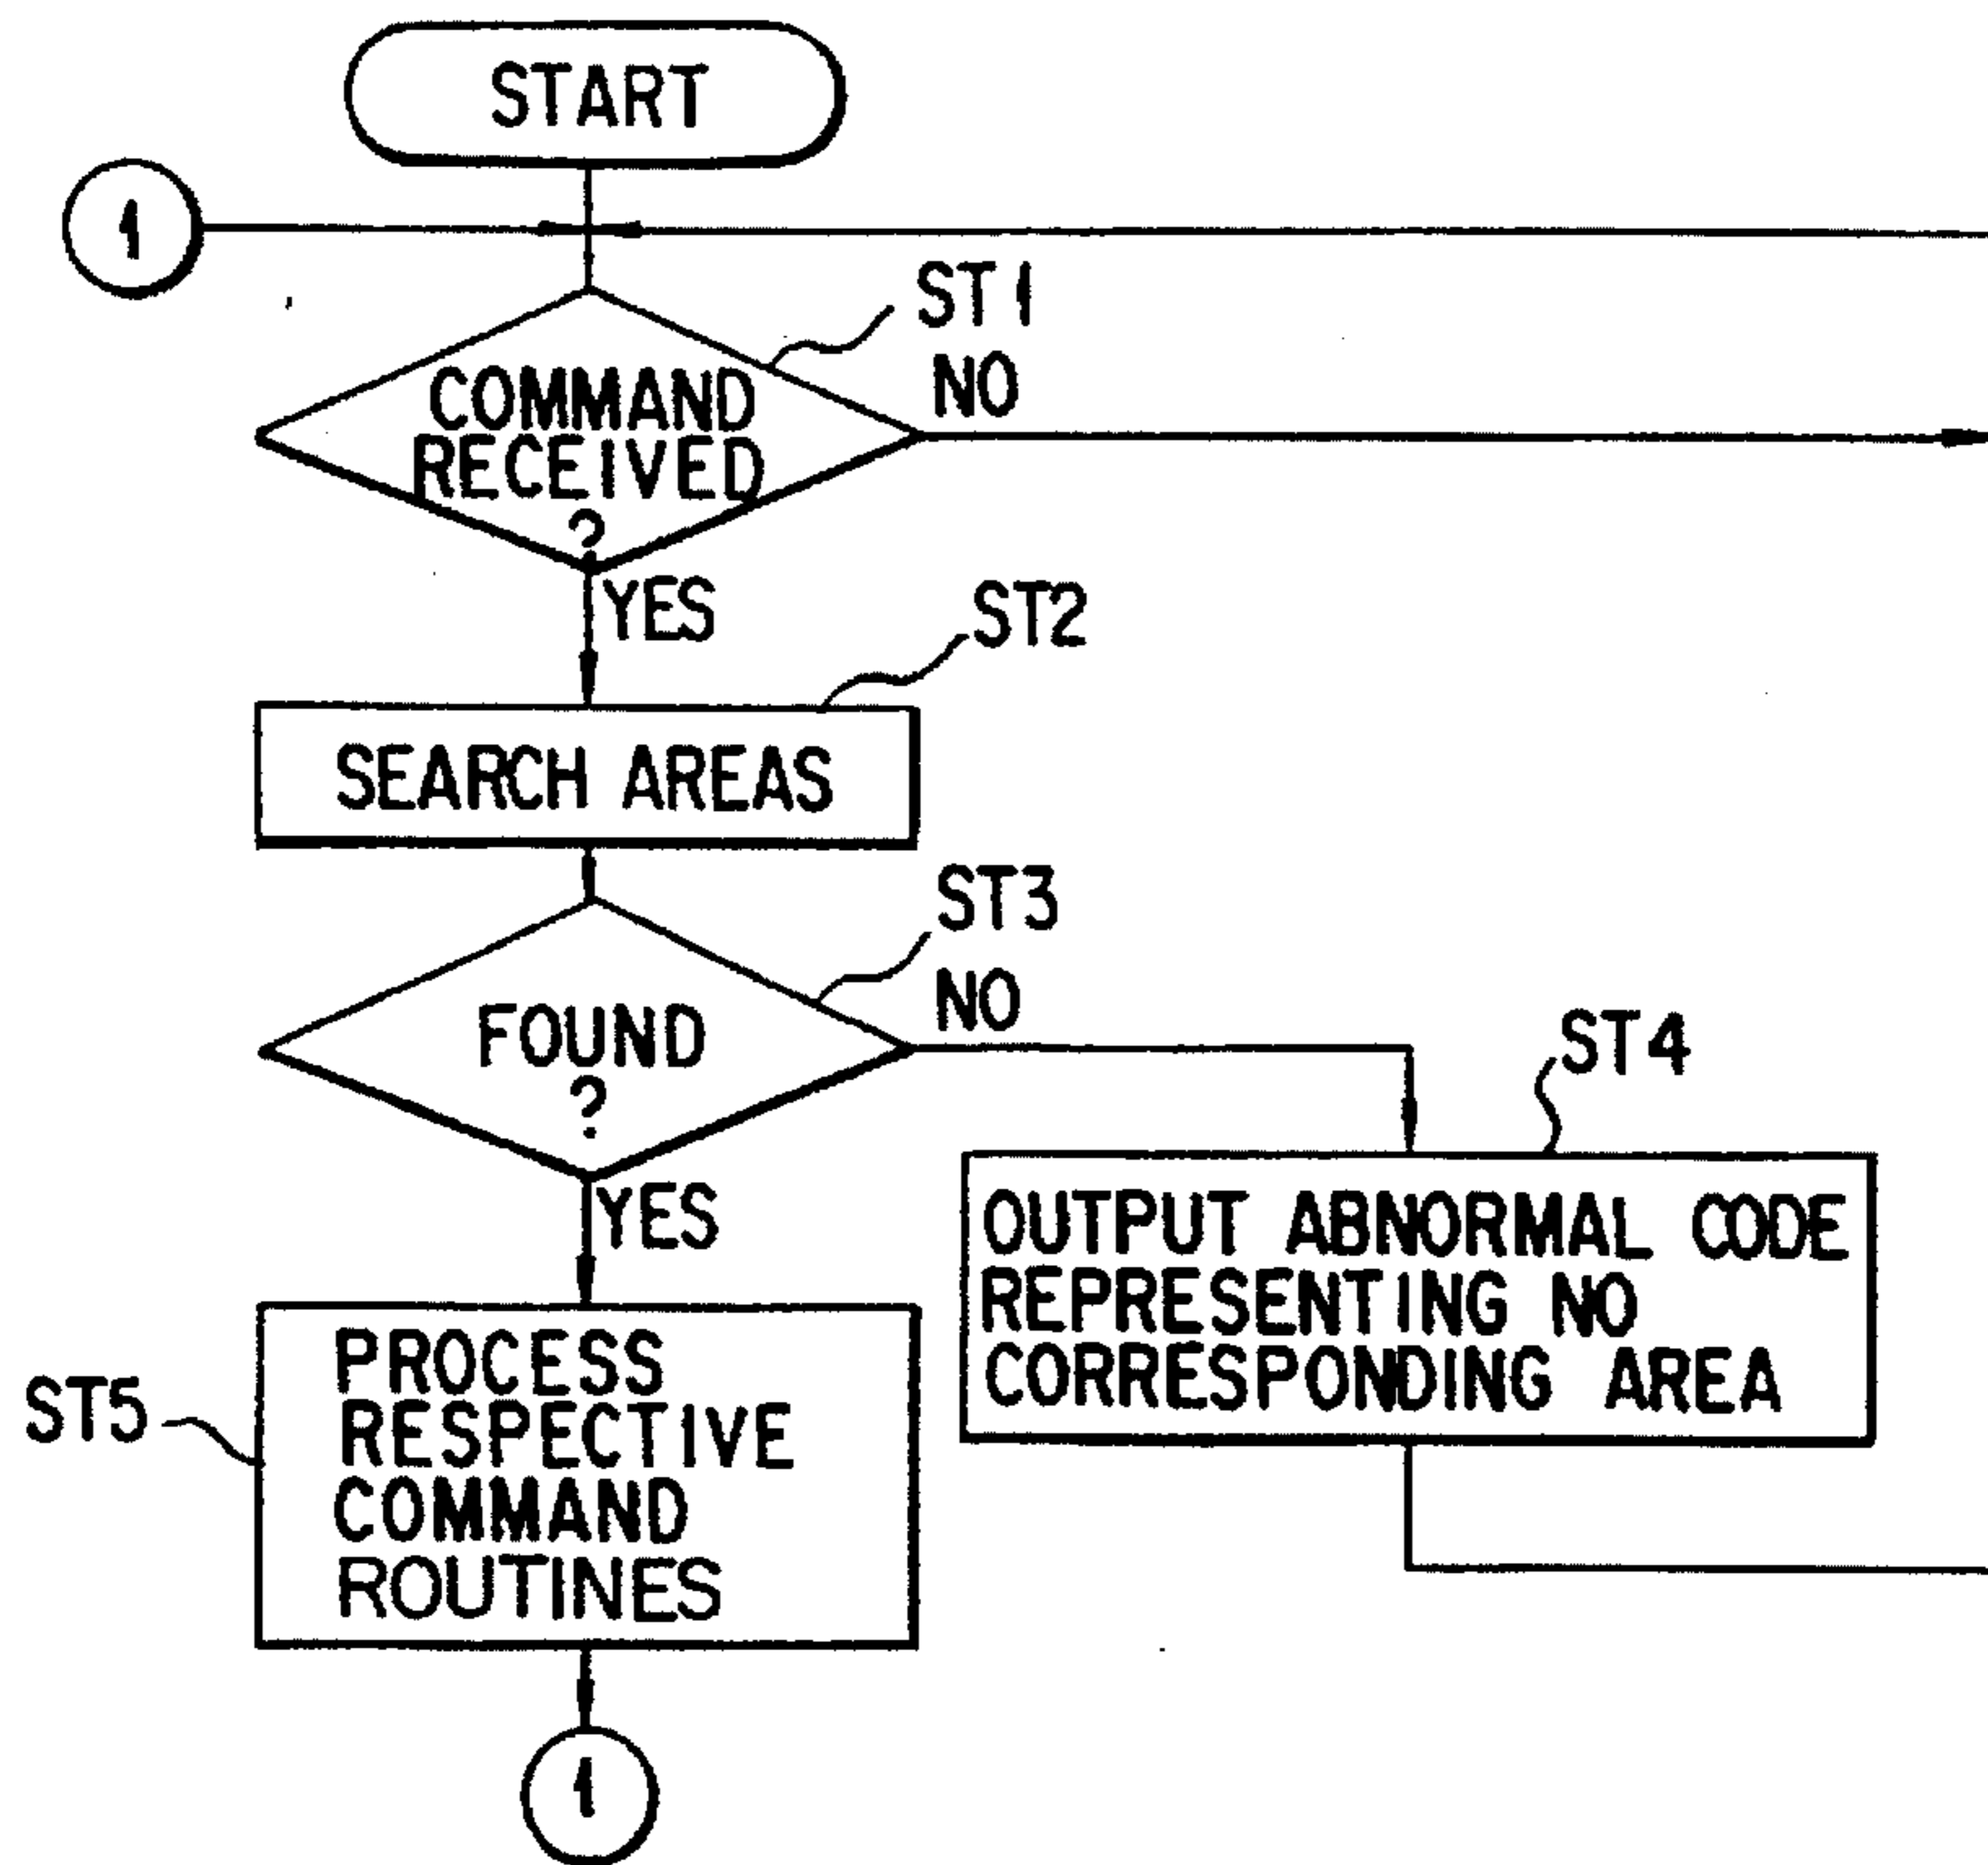 START
1
ST1
NO
COMMAND
RECEIVED
?
YES
ST2
SEARCH AREAS
ST3
NO
FOUND
?
ST4
YES
OUTPUT ABNORMAL CODE
REPRESENTING NO
CORRESPONDING AREA
ST5
PROCESS
RESPECTIVE
COMMAND
ROUTINES
1